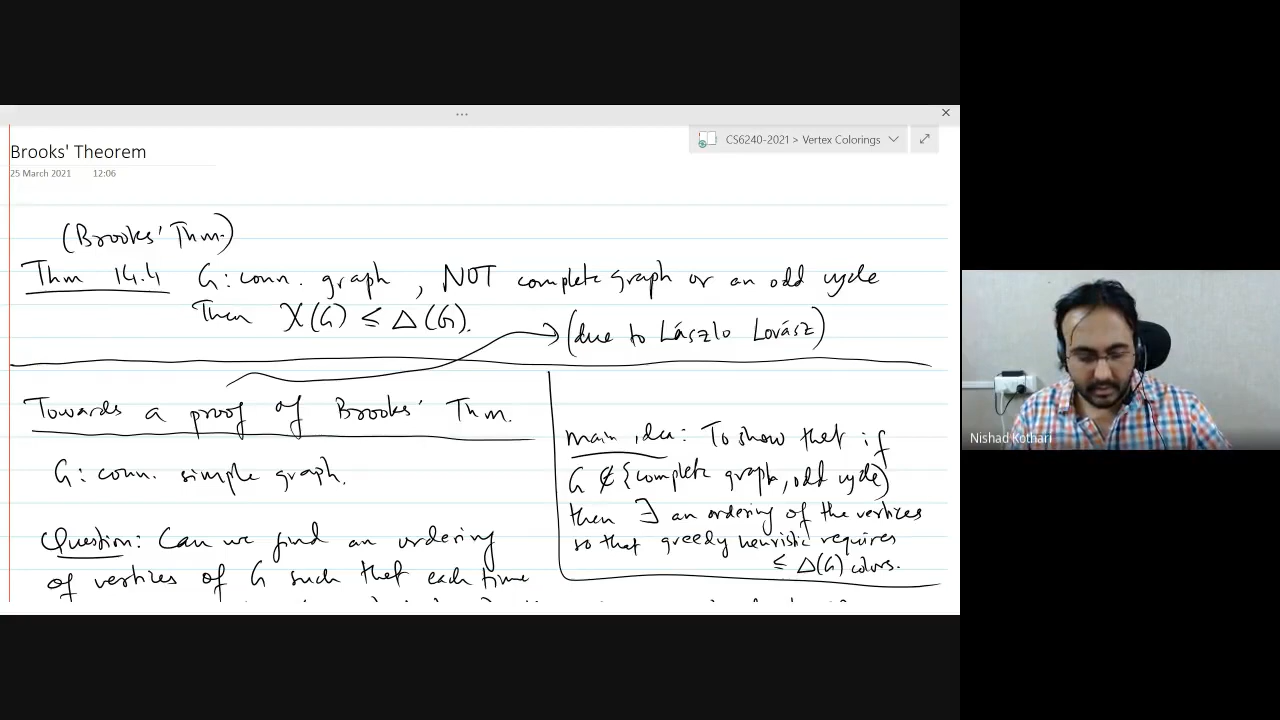 CS6240-2021 > Vertex Colorings
Brooks' Theorem
25 March 2021 12:06
(Brooks' Thm.)
Thm 14.4 G: conn. graph, NOT complete graph or an odd cycle
Then χ(G) ≤ Δ(G).
(due to László Lovász)
Towards a proof of Brooks' Thm.
G: conn. simple graph.
Question: Can we find an ordering
of vertices of G such that each time
main idea: To show that if
G ∉ {complete graph, odd cycle}
then ∃ an ordering of the vertices
so that greedy heuristic requires
≤ Δ(G) colors.
Nishad Kothari